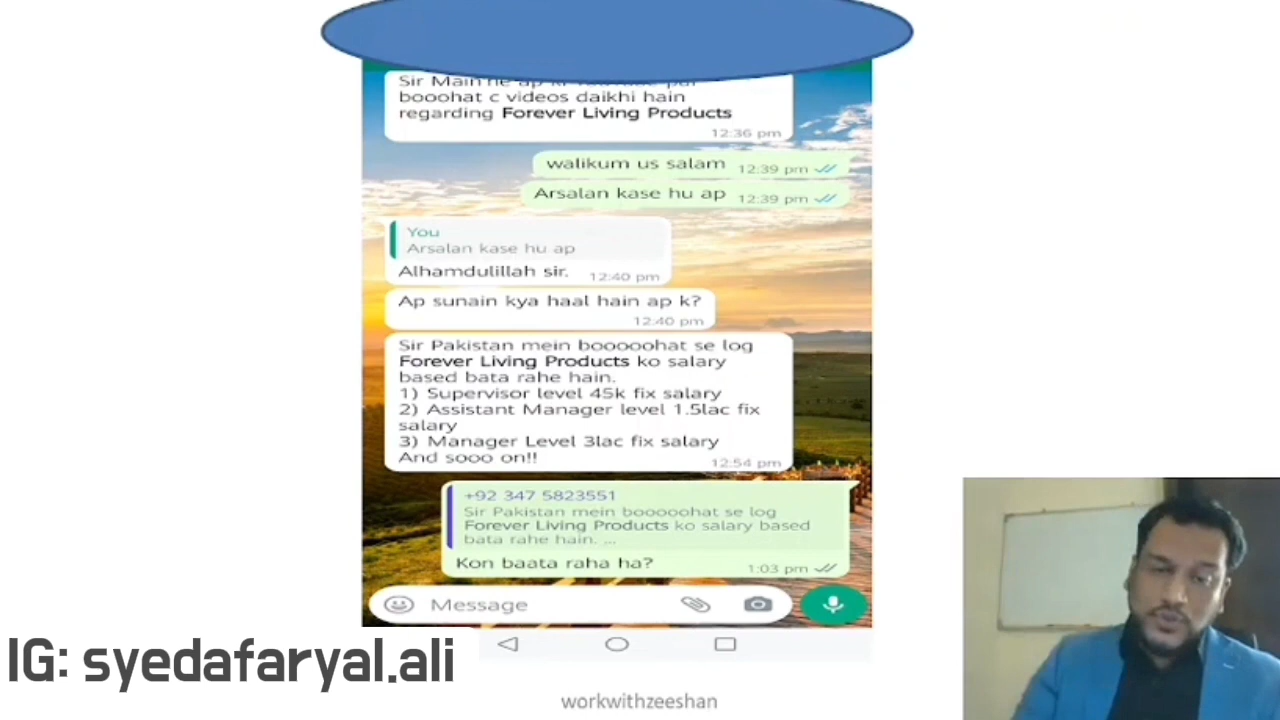 Sir Main ne ap
booohat c videos daikhi hain
regarding Forever Living Products
12:36 pm
walikum us salam 12:39 pm
Arsalan kase hu ap 12:39 pm
You
Arsalan kase hu ap
Alhamdulillah sir. 12:40 pm
Ap sunain kya haal hain ap k?
12:40 pm
Sir Pakistan mein booooohat se log
Forever Living Products ko salary
based bata rahe hain.
1) Supervisor level 45k fix salary
2) Assistant Manager level 1.5lac fix
salary
3) Manager Level 3lac fix salary
And sooo on!!
12:54 pm
+92 347 5823551
Sir Pakistan mein booooohat se log
Forever Living Products ko salary based
bata rahe hain. ...
Kon baata raha ha? 1:03 pm
Message
IG: syedafaryal.ali
workwithzeeshan